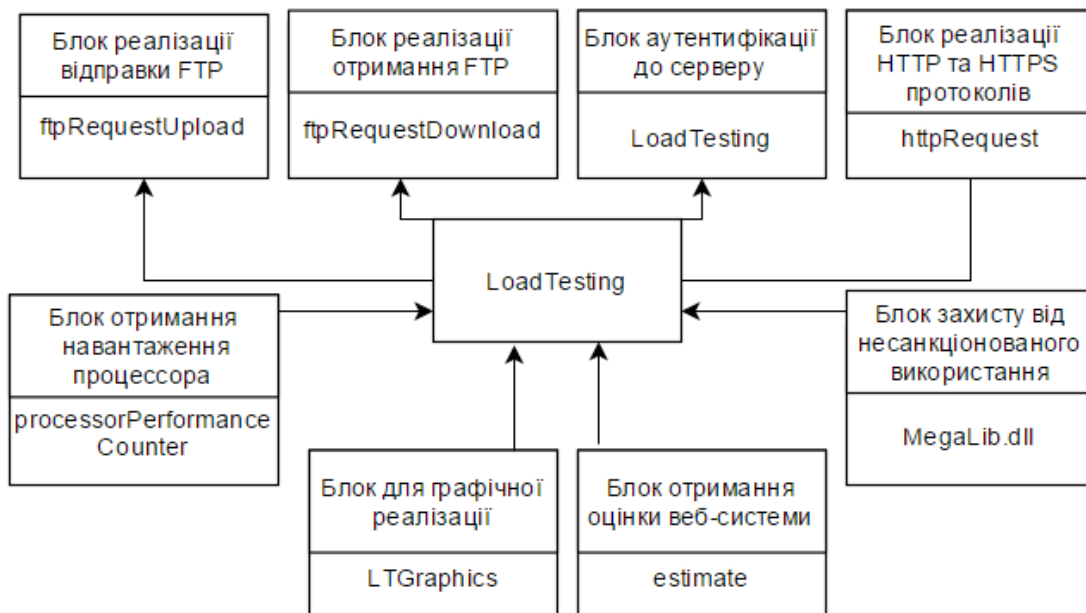 Блок реалізації
відправки FTP
ftpRequestUpload
Блок реалізації
отримання FTP
ftpRequestDownload
Блок аутентифікації
до серверу
LoadTesting
Блок реалізації
HTTP та HTTPS
протоколів
httpRequest
LoadTesting
Блок отримання
навантаження
процессора
processorPerformance
Counter
Блок захисту від
несанкціонованого
використання
MegaLib.dll
Блок для графічної
реалізації
LTGraphics
Блок отримання
оцінки веб-системи
estimate